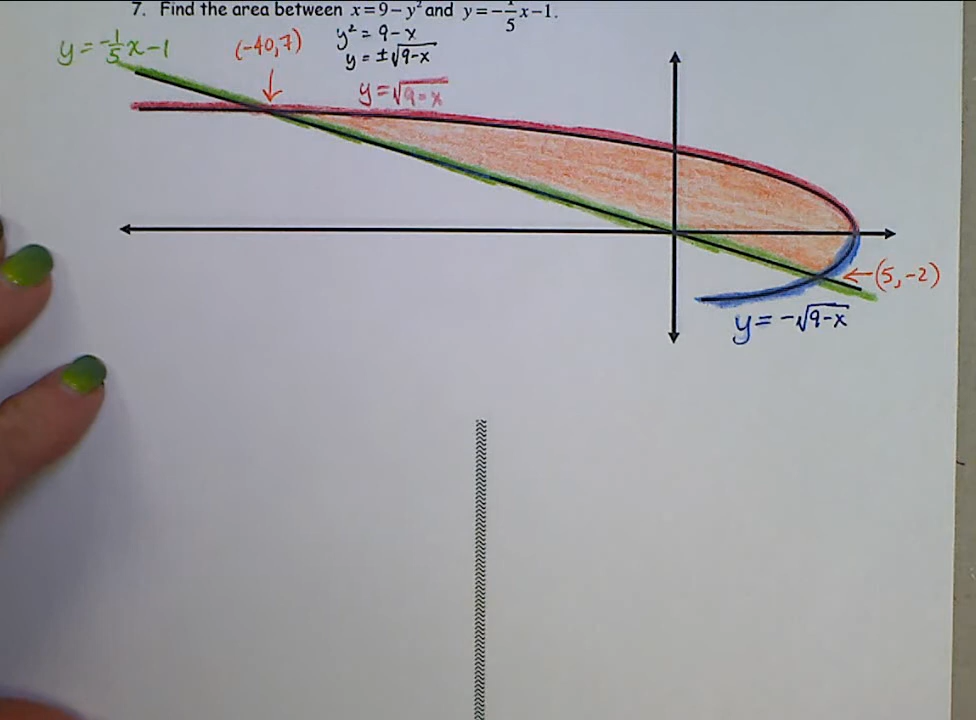 7. Find the area between x=9-y² and y=-1/5x-1.
y²=9-x
y=±√9-x
y=-1/5x-1
(-40,7)
y=√9-x
(5,-2)
y=-√9-x